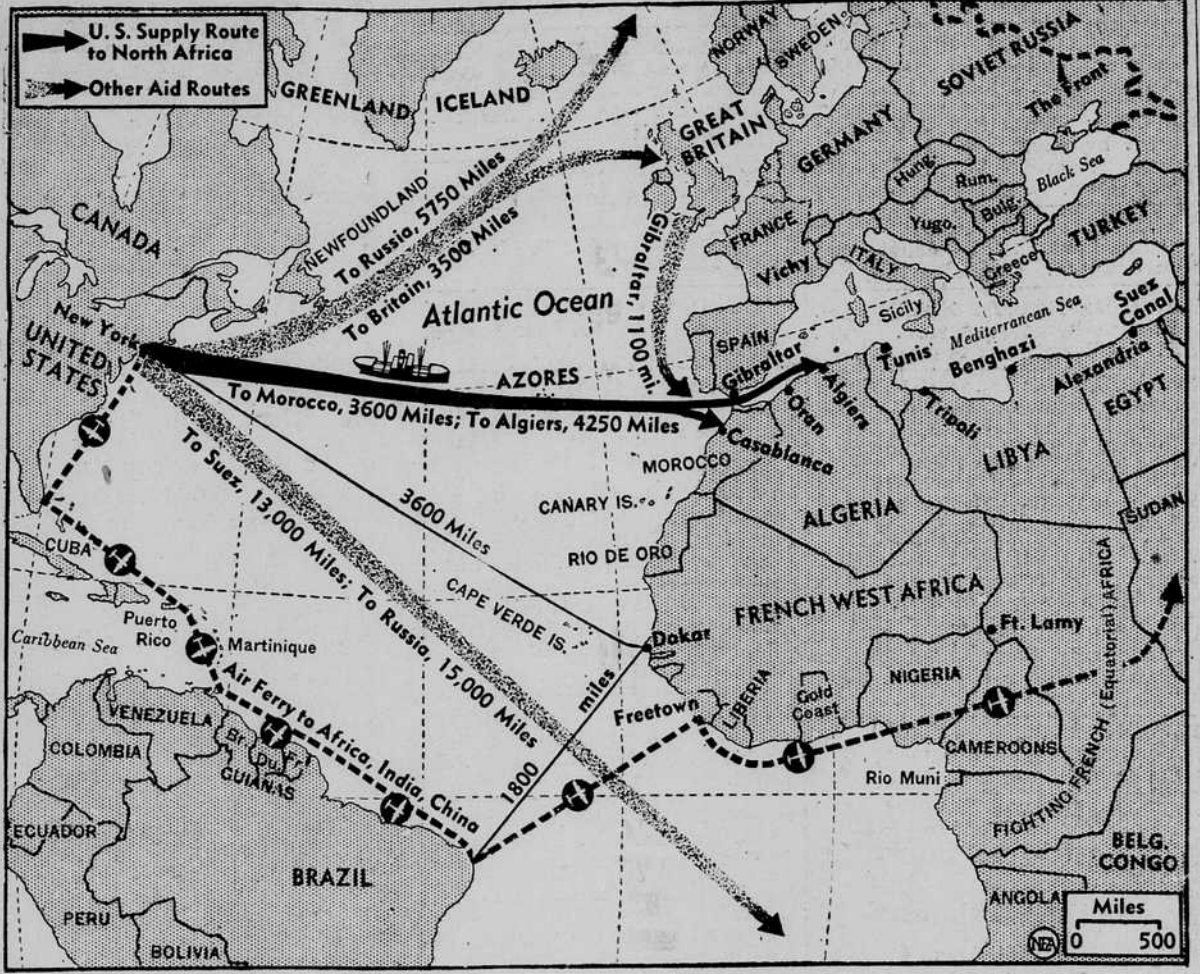 U. S. Supply Route
to North Africa
Other Aid Routes
GREENLAND
ICELAND
NORWAY
SWEDEN
SOVIET RUSSIA
The Front
GREAT
BRITAIN
GERMANY
Hung.
Rum.
Black Sea
Yugo.
Bulg.
TURKEY
FRANCE
Vichy
ITALY
Greece
Sicily
Mediterranean Sea
Suez
Canal
CANADA
NEWFOUNDLAND
To Russia, 5750 Miles
To Britain, 3500 Miles
Gibraltar, 1100 mi.
Atlantic Ocean
New York
UNITED
STATES
AZORES
SPAIN
Gibraltar
Tunis
Benghazi
Alexandria
EGYPT
To Morocco, 3600 Miles; To Algiers, 4250 Miles
Oran
Algiers
Tripoli
Casablanca
MOROCCO
LIBYA
To Suez, 13,000 Miles; To Russia, 15,000 Miles
3600 Miles
CANARY IS.
ALGERIA
SUDAN
RIO DE ORO
CUBA
CAPE VERDE IS.
FRENCH WEST AFRICA
Puerto
Rico
Caribbean Sea
Martinique
Dakar
Ft. Lamy
NIGERIA
Air Ferry to Africa, India, China
1800 miles
Freetown
LIBERIA
Gold
Coast
VENEZUELA
COLOMBIA
Br.
Du.
Fr.
GUIANAS
CAMEROONS
Rio Muni
FIGHTING FRENCH (Equatorial) AFRICA
ECUADOR
BRAZIL
BELG.
CONGO
ANGOLA
PERU
BOLIVIA
Miles
0 500
NEA